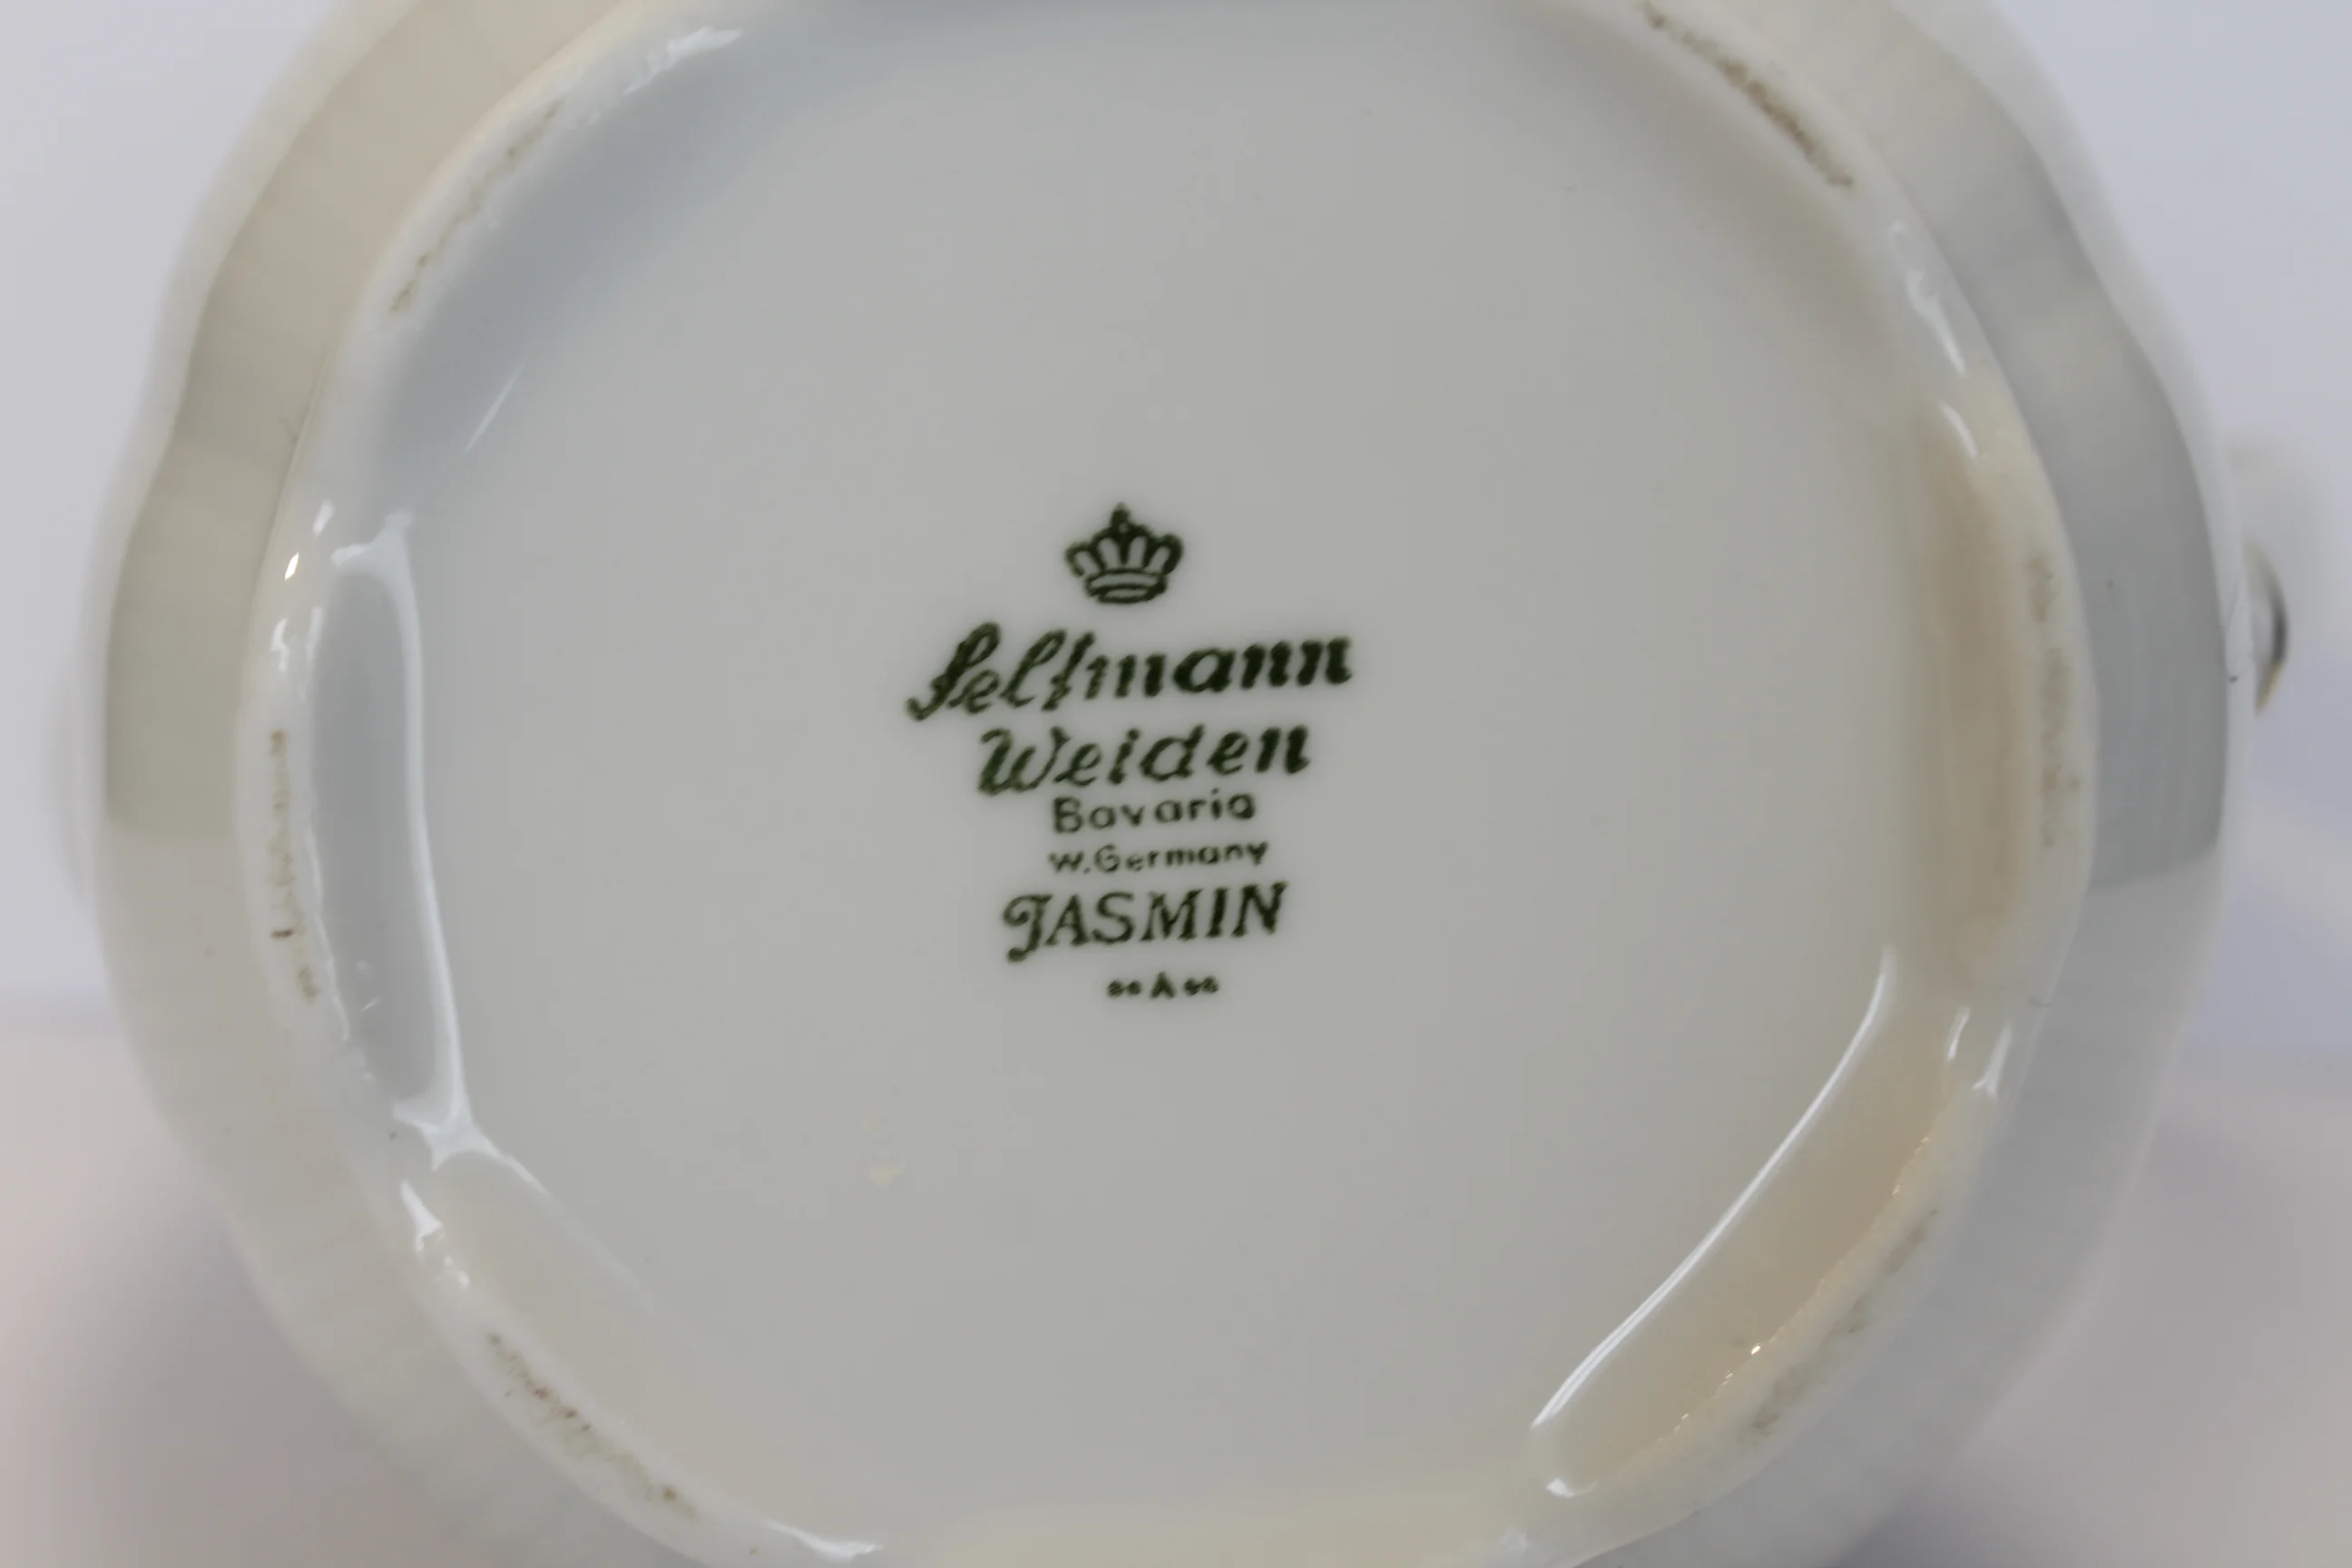 Seltmann
Weiden
Bavaria
W.Germany
JASMIN
A